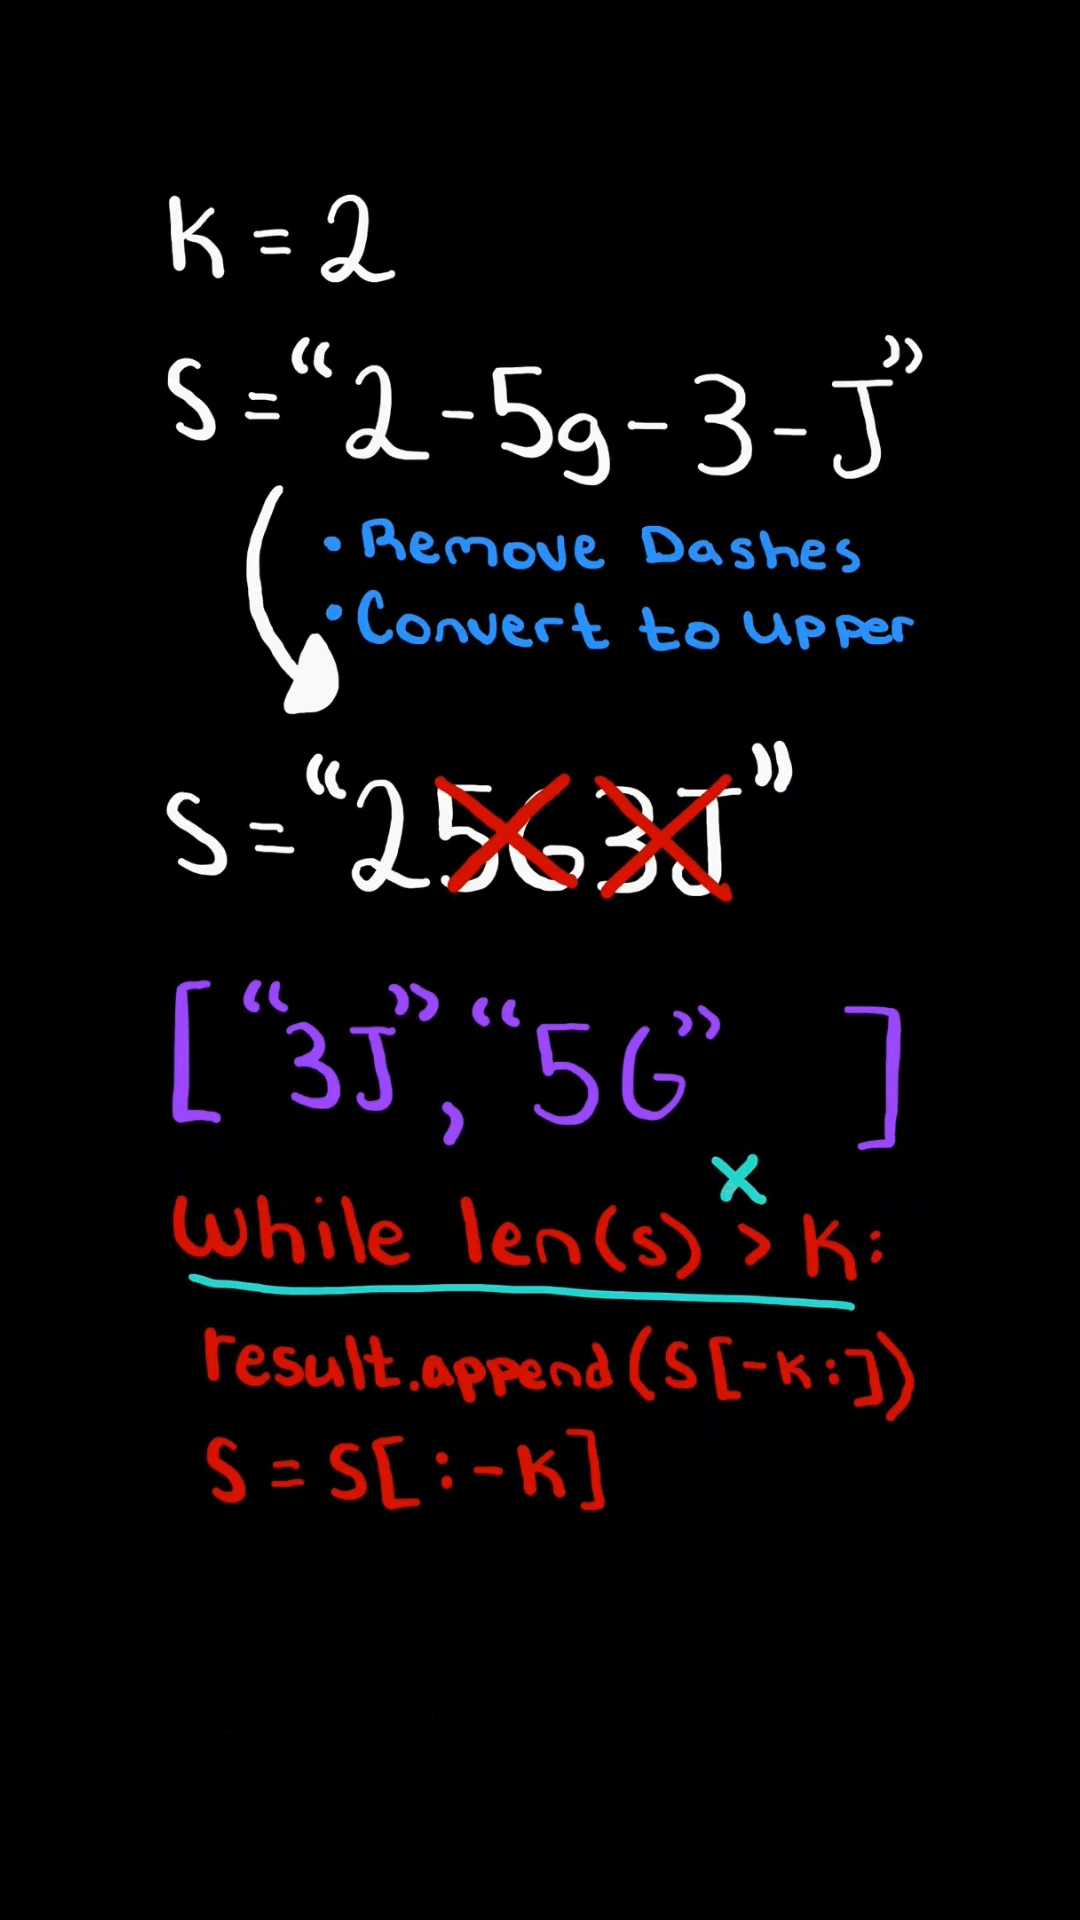 K = 2
S = “2-5g-3-J”
• Remove Dashes
• Convert to Upper
S = “25G3J”
[“3J”, “5G” ]
x
While len(s) > K:
result.append(S[-K:])
S = S[:-K]